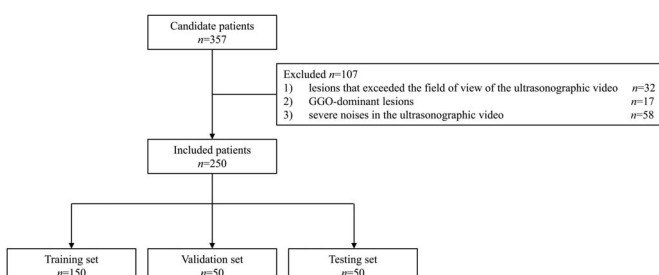 Candidate patients
n=357
Excluded n=107
1) lesions that exceeded the field of view of the ultrasonographic video n=32
2) GGO-dominant lesions n=17
3) severe noises in the ultrasonographic video n=58
Included patients
n=250
Training set
n=150
Validation set
n=50
Testing set
n=50